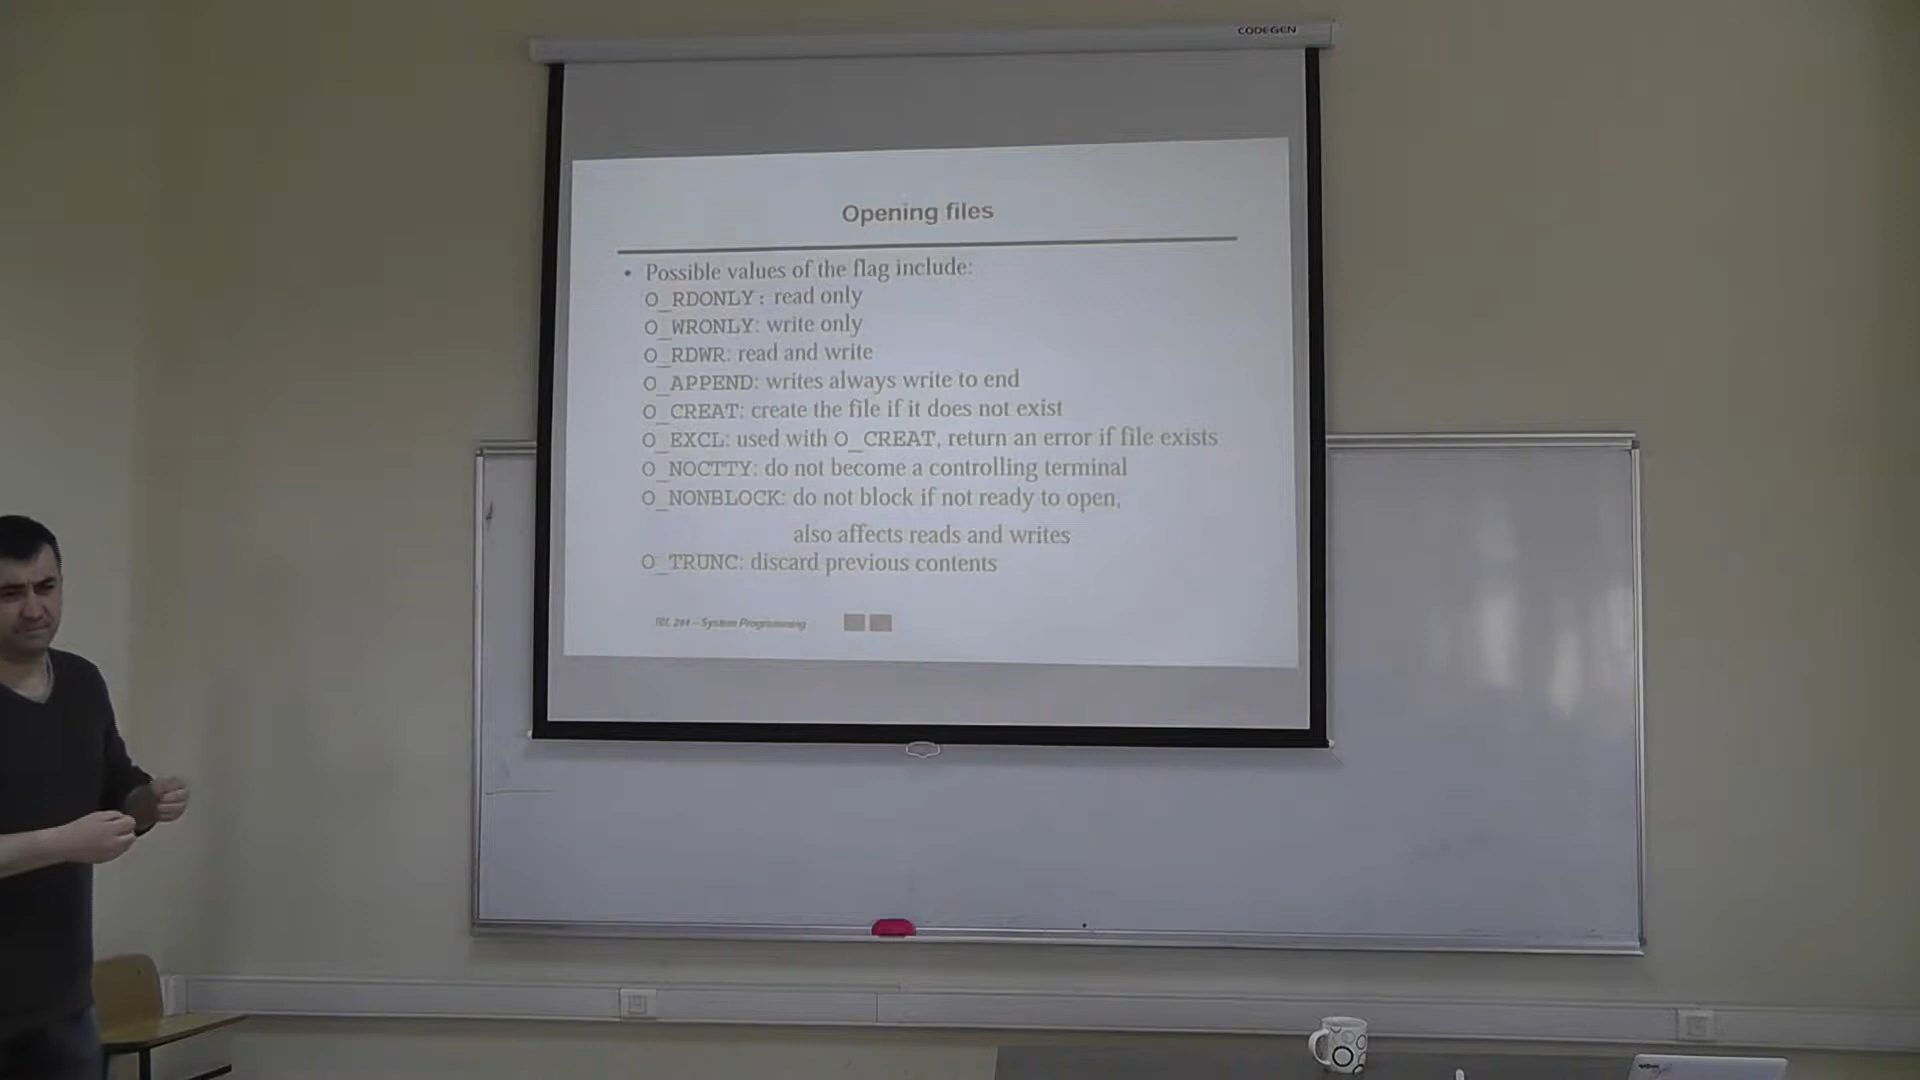 CODEGEN
Opening files
• Possible values of the flag include:
O_RDONLY: read only
O_WRONLY: write only
O_RDWR: read and write
O_APPEND: writes always write to end
O_CREAT: create the file if it does not exist
O_EXCL: used with O_CREAT, return an error if file exists
O_NOCTTY: do not become a controlling terminal
O_NONBLOCK: do not block if not ready to open,
also affects reads and writes
O_TRUNC: discard previous contents
– System Programming